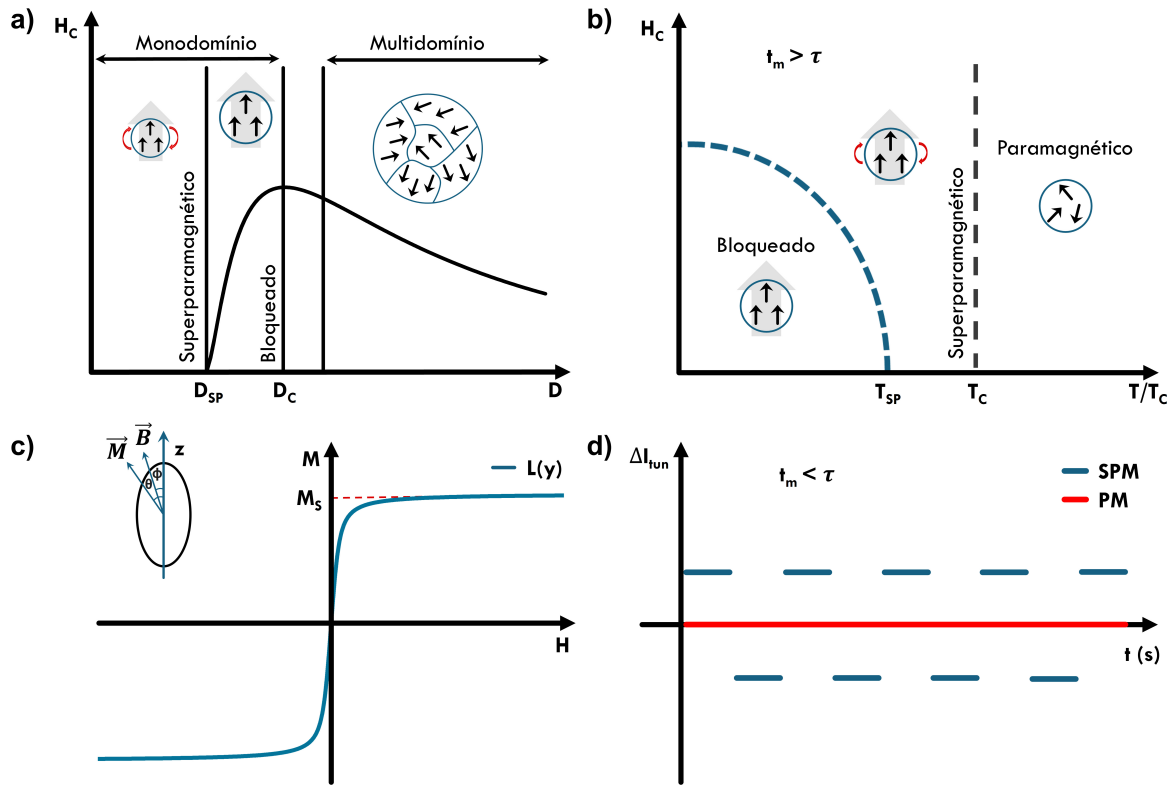 a)
H_C
Monodomínio
Multidomínio
Superparamagnético
Bloqueado
D_SP
D_C
D
b)
H_C
t_m > τ
Paramagnético
Superparamagnético
Bloqueado
T_SP
T_C
T/T_C
c)
M
B
z
θ
ϕ
M
L(y)
M_S
H
d)
ΔI_tun
t_m < τ
SPM
PM
t (s)